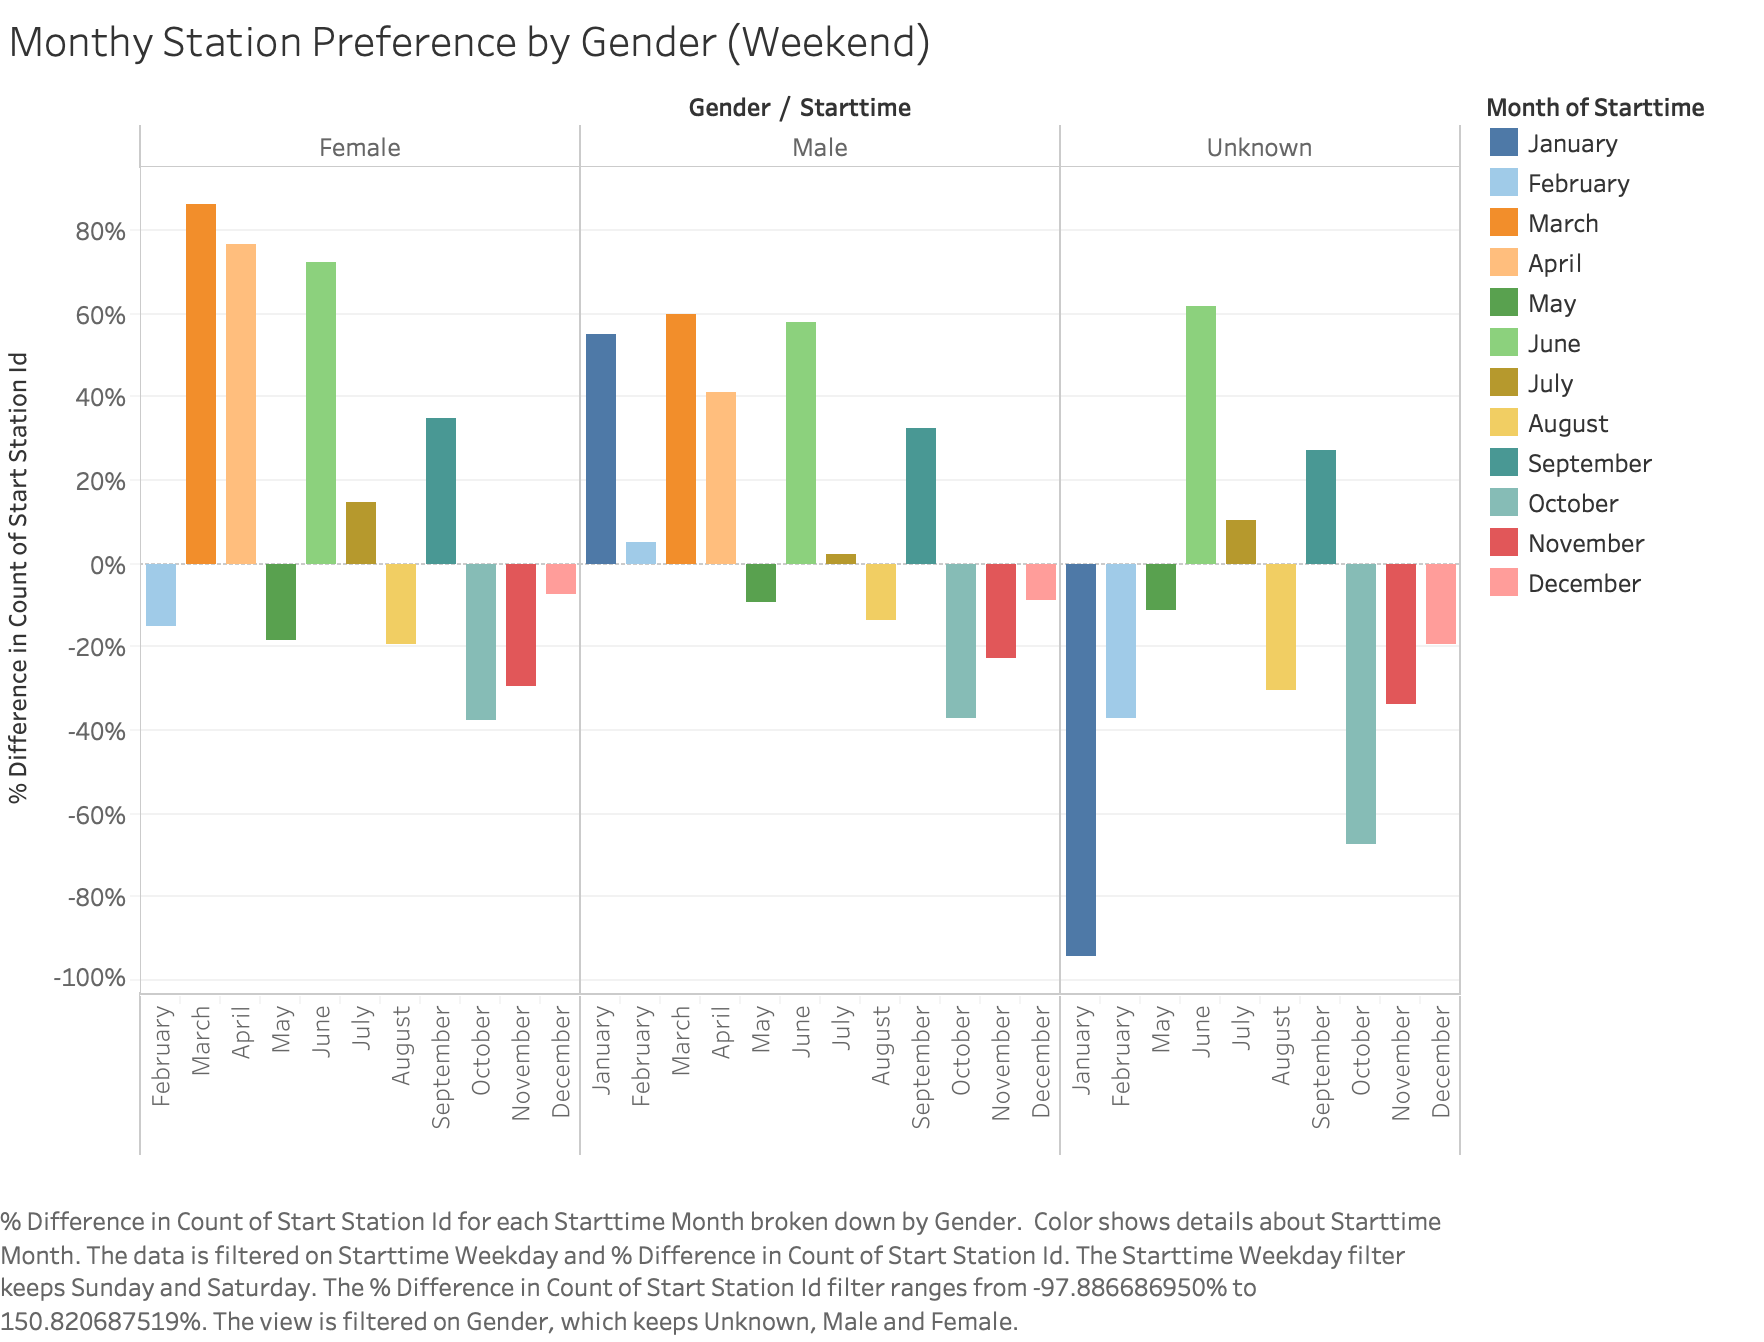 Monthy Station Preference by Gender (Weekend)
Gender / Starttime
Female
Male
Unknown
% Difference in Count of Start Station Id
80%
60%
40%
20%
0%
-20%
-40%
-60%
-80%
-100%
February
March
April
May
June
July
August
September
October
November
December
January
February
March
April
May
June
July
August
September
October
November
December
January
February
May
June
July
August
September
October
November
December
Month of Starttime
January
February
March
April
May
June
July
August
September
October
November
December
% Difference in Count of Start Station Id for each Starttime Month broken down by Gender.  Color shows details about Starttime
Month. The data is filtered on Starttime Weekday and % Difference in Count of Start Station Id. The Starttime Weekday filter
keeps Sunday and Saturday. The % Difference in Count of Start Station Id filter ranges from -97.886686950% to
150.820687519%. The view is filtered on Gender, which keeps Unknown, Male and Female.